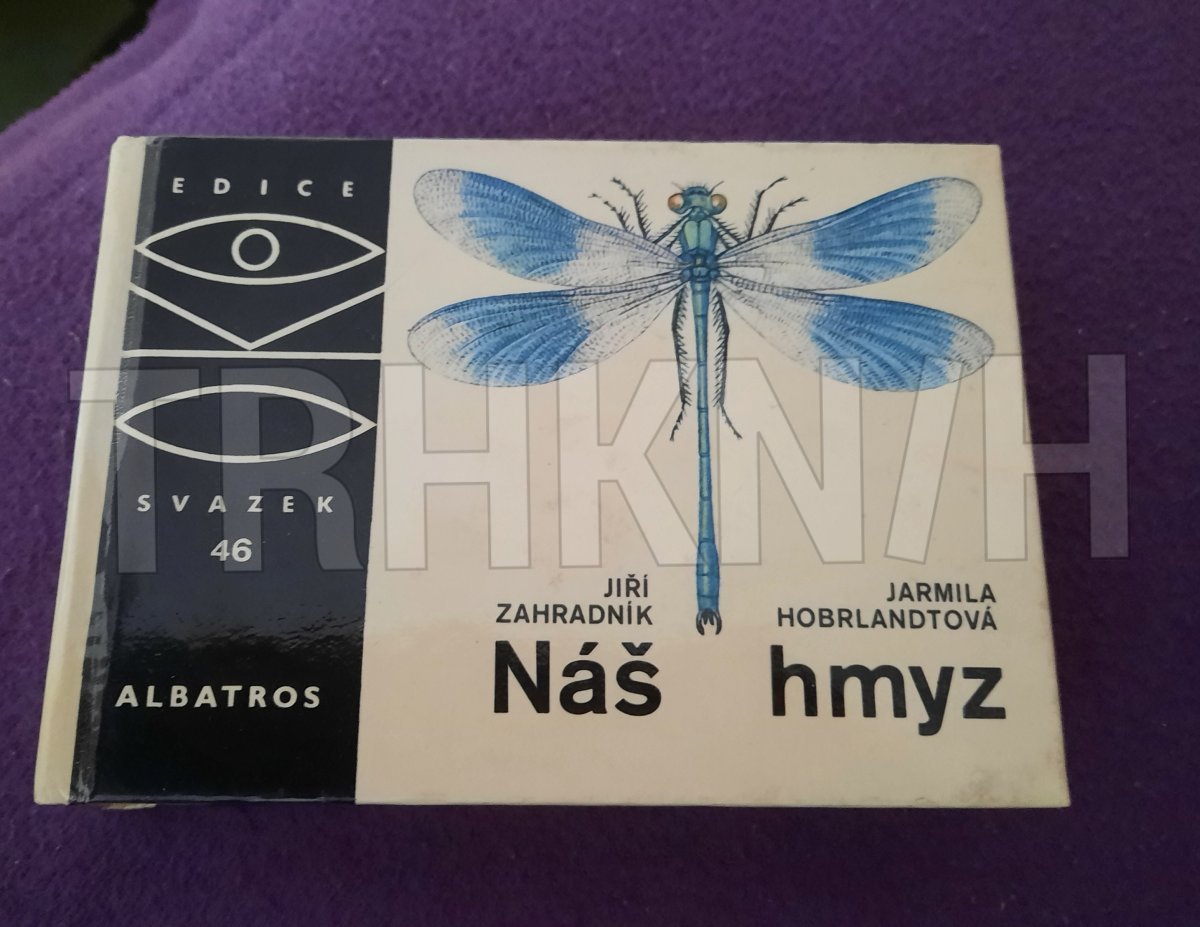 EDICE
SVAZEK
46
ALBATROS
JIŘÍ
ZAHRADNÍK
JARMILA
HOBRLANDTOVÁ
Náš hmyz
TRHKNIH